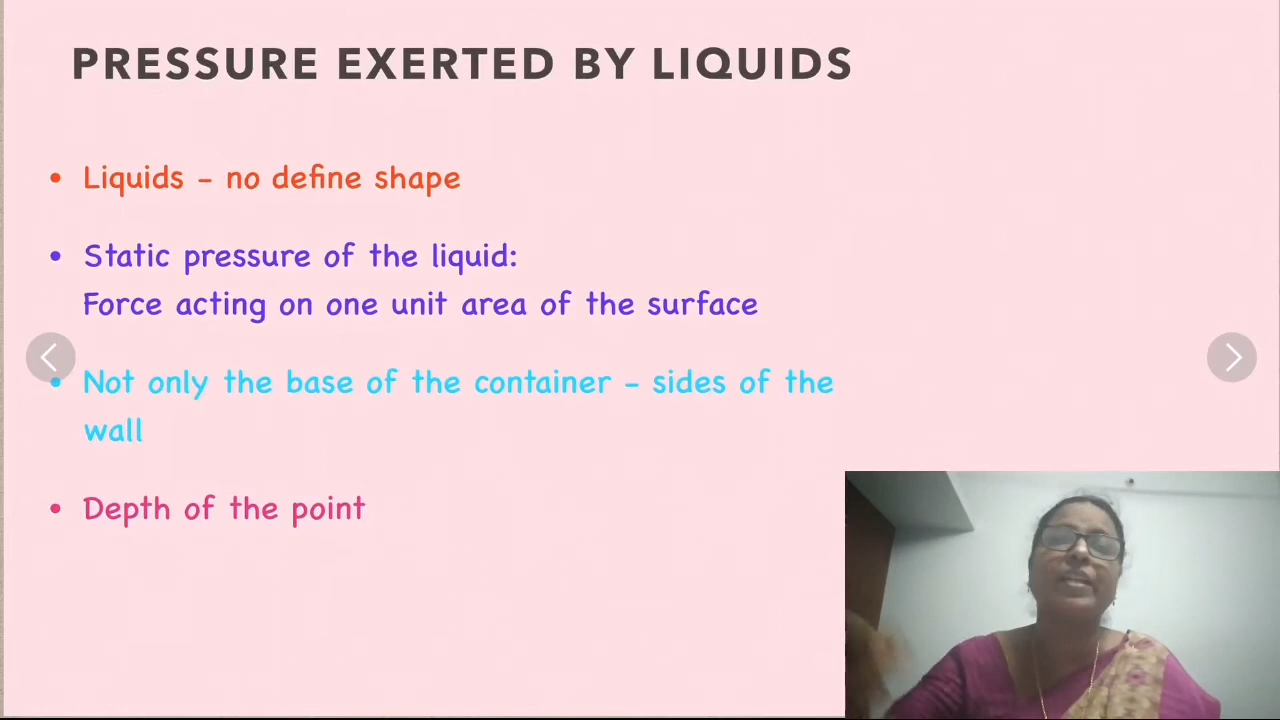 PRESSURE EXERTED BY LIQUIDS
• Liquids – no define shape
• Static pressure of the liquid:
Force acting on one unit area of the surface
• Not only the base of the container – sides of the
wall
• Depth of the point